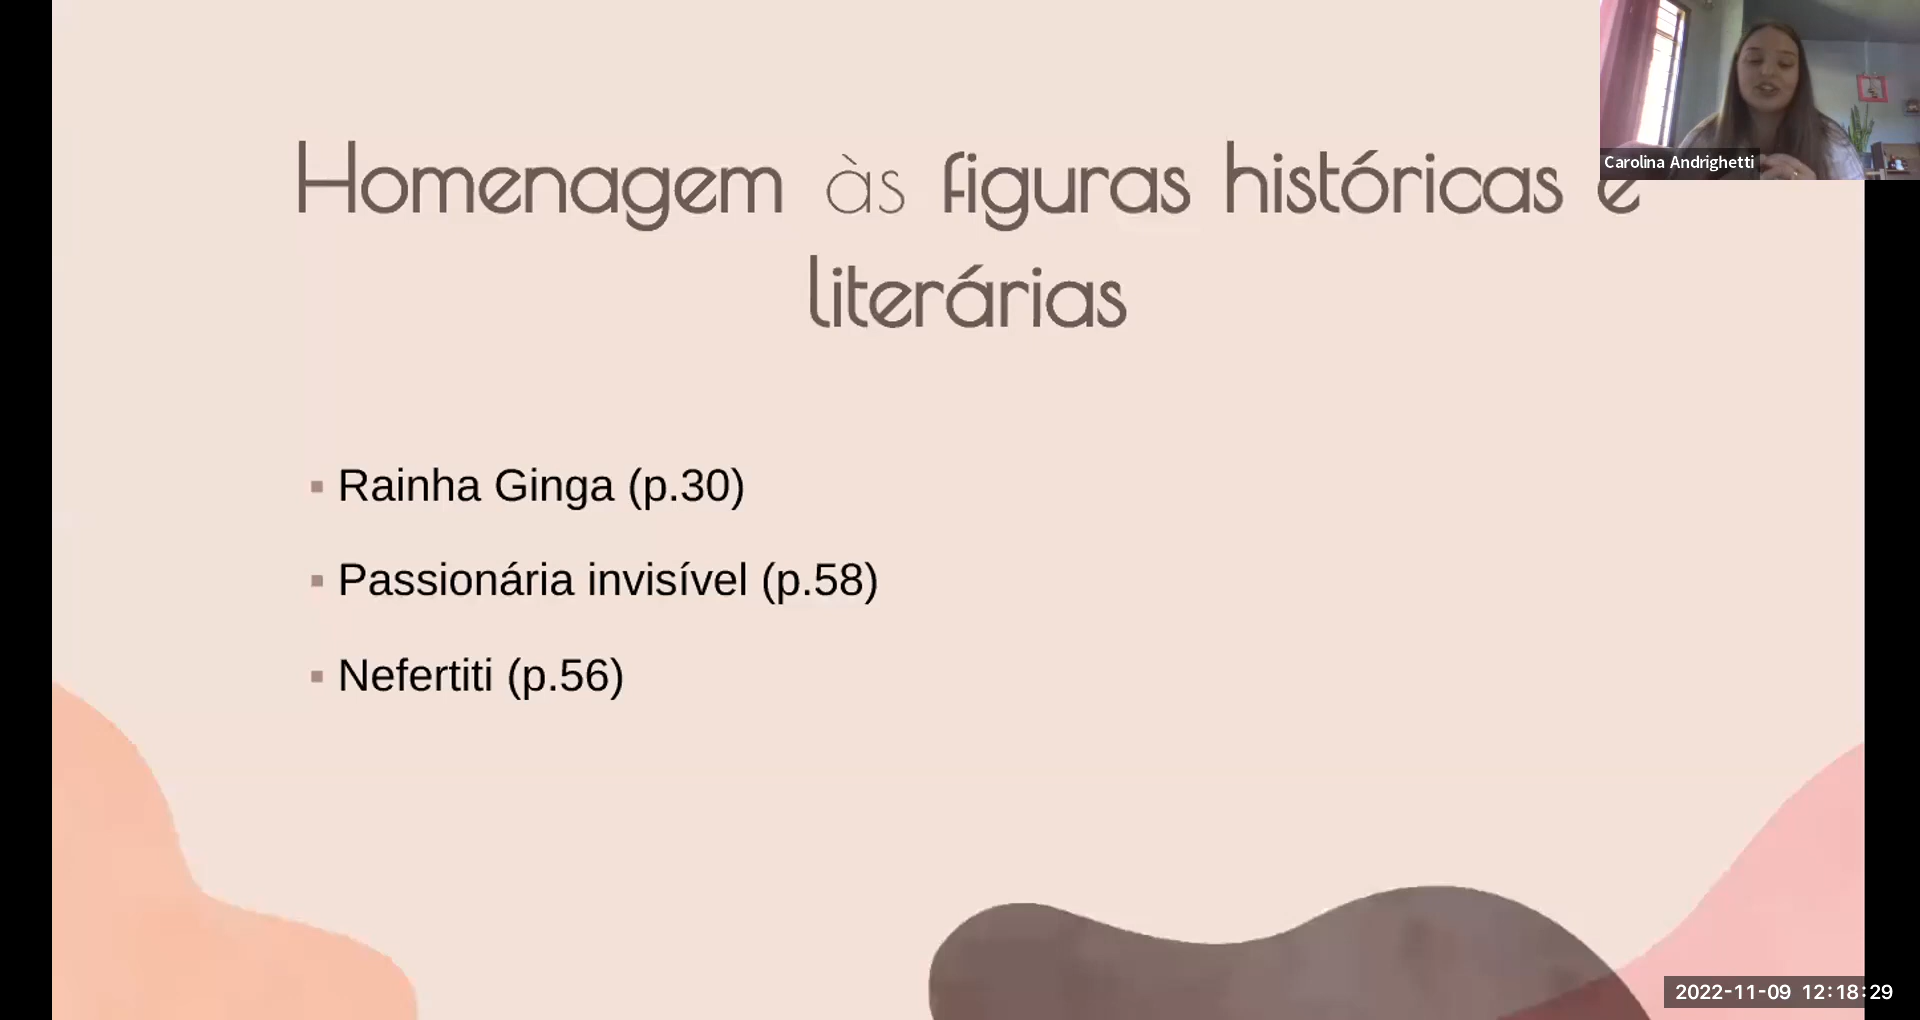 Carolina Andrighetti
Homenagem às figuras históricas e
literárias
Rainha Ginga (p.30)
Passionária invisível (p.58)
Nefertiti (p.56)
2022-11-09 12:18:29